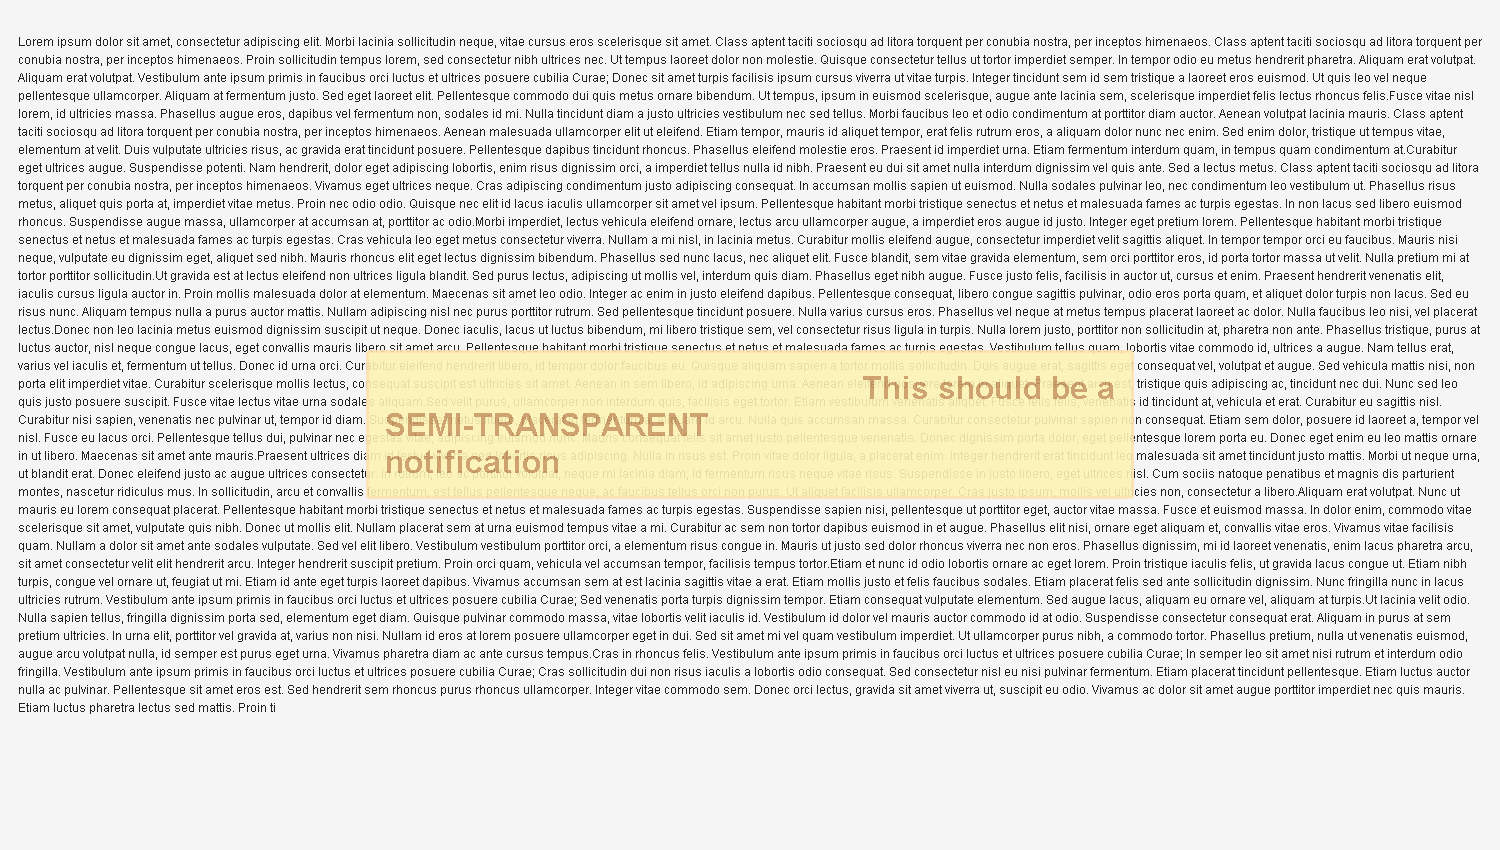 Lorem ipsum dolor sit amet, consectetur adipiscing elit. Morbi lacinia sollicitudin neque, vitae cursus eros scelerisque sit amet. Class aptent taciti sociosqu ad litora torquent per conubia nostra, per inceptos himenaeos. Class aptent taciti sociosqu ad litora torquent per
conubia nostra, per inceptos himenaeos. Proin sollicitudin tempus lorem, sed consectetur nibh ultrices nec. Ut tempus laoreet dolor non molestie. Quisque consectetur tellus ut tortor imperdiet semper. In tempor odio eu metus hendrerit pharetra. Aliquam erat volutpat.
Aliquam erat volutpat. Vestibulum ante ipsum primis in faucibus orci luctus et ultrices posuere cubilia Curae; Donec sit amet turpis facilisis ipsum cursus viverra ut vitae turpis. Integer tincidunt sem id sem tristique a laoreet eros euismod. Ut quis leo vel neque
pellentesque ullamcorper. Aliquam at fermentum justo. Sed eget laoreet elit. Pellentesque commodo dui quis metus ornare bibendum. Ut tempus, ipsum in euismod scelerisque, augue ante lacinia sem, scelerisque imperdiet felis lectus rhoncus felis.Fusce vitae nisl
lorem, id ultricies massa. Phasellus augue eros, dapibus vel fermentum non, sodales id mi. Nulla tincidunt diam a justo ultricies vestibulum nec sed tellus. Morbi faucibus leo et odio condimentum at porttitor diam auctor. Aenean volutpat lacinia mauris. Class aptent
taciti sociosqu ad litora torquent per conubia nostra, per inceptos himenaeos. Aenean malesuada ullamcorper elit ut eleifend. Etiam tempor, mauris id aliquet tempor, erat felis rutrum eros, a aliquam dolor nunc nec enim. Sed enim dolor, tristique ut tempus vitae,
elementum at velit. Duis vulputate ultricies risus, ac gravida erat tincidunt posuere. Pellentesque dapibus tincidunt rhoncus. Phasellus eleifend molestie eros. Praesent id imperdiet urna. Etiam fermentum interdum quam, in tempus quam condimentum at.Curabitur
eget ultrices augue. Suspendisse potenti. Nam hendrerit, dolor eget adipiscing lobortis, enim risus dignissim orci, a imperdiet tellus nulla id nibh. Praesent eu dui sit amet nulla interdum dignissim vel quis ante. Sed a lectus metus. Class aptent taciti sociosqu ad litora
torquent per conubia nostra, per inceptos himenaeos. Vivamus eget ultrices neque. Cras adipiscing condimentum justo adipiscing consequat. In accumsan mollis sapien ut euismod. Nulla sodales pulvinar leo, nec condimentum leo vestibulum ut. Phasellus risus
metus, aliquet quis porta at, imperdiet vitae metus. Proin nec odio odio. Quisque nec elit id lacus iaculis ullamcorper sit amet vel ipsum. Pellentesque habitant morbi tristique senectus et netus et malesuada fames ac turpis egestas. In non lacus sed libero euismod
rhoncus. Suspendisse augue massa, ullamcorper at accumsan at, porttitor ac odio.Morbi imperdiet, lectus vehicula eleifend ornare, lectus arcu ullamcorper augue, a imperdiet eros augue id justo. Integer eget pretium lorem. Pellentesque habitant morbi tristique
senectus et netus et malesuada fames ac turpis egestas. Cras vehicula leo eget metus consectetur viverra. Nullam a mi nisl, in lacinia metus. Curabitur mollis eleifend augue, consectetur imperdiet velit sagittis aliquet. In tempor tempor orci eu faucibus. Mauris nisi
neque, vulputate eu dignissim eget, aliquet sed nibh. Mauris rhoncus elit eget lectus dignissim bibendum. Phasellus sed nunc lacus, nec aliquet elit. Fusce blandit, sem vitae gravida elementum, sem orci porttitor eros, id porta tortor massa ut velit. Nulla pretium mi at
tortor porttitor sollicitudin.Ut gravida est at lectus eleifend non ultrices ligula blandit. Sed purus lectus, adipiscing ut mollis vel, interdum quis diam. Phasellus eget nibh augue. Fusce justo felis, facilisis in auctor ut, cursus et enim. Praesent hendrerit venenatis elit,
iaculis cursus ligula auctor in. Proin mollis malesuada dolor at elementum. Maecenas sit amet leo odio. Integer ac enim in justo eleifend dapibus. Pellentesque consequat, libero congue sagittis pulvinar, odio eros porta quam, et aliquet dolor turpis non lacus. Sed eu
risus nunc. Aliquam tempus nulla a purus auctor mattis. Nullam adipiscing nisl nec purus porttitor rutrum. Sed pellentesque tincidunt posuere. Nulla varius cursus eros. Phasellus vel neque at metus tempus placerat laoreet ac dolor. Nulla faucibus leo nisi, vel placerat
lectus.Donec non leo lacinia metus euismod dignissim suscipit ut neque. Donec iaculis, lacus ut luctus bibendum, mi libero tristique sem, vel consectetur risus ligula in turpis. Nulla lorem justo, porttitor non sollicitudin at, pharetra non ante. Phasellus tristique, purus at
luctus auctor, nisl neque congue lacus, eget convallis mauris libero sit amet arcu. Pellentesque habitant morbi tristique senectus et netus et malesuada fames ac turpis egestas. Vestibulum tellus quam, lobortis vitae commodo id, ultrices a augue. Nam tellus erat,
varius vel iaculis et, fermentum ut tellus. Donec id urna orci. Curabitur eleifend hendrerit libero, id tempor dolor faucibus eu. Quisque aliquam sapien a tortor mollis sollicitudin. Duis augue erat, sagittis eget consequat vel, volutpat et augue. Sed vehicula mattis nisi, non
porta elit imperdiet vitae. Curabitur scelerisque mollis lectus, consequat suscipit est ultricies sit amet. Aenean in sem libero, id adipiscing urna. Aenean tristique quis adipiscing ac, tincidunt nec dui. Nunc sed leo
This should be a
quis justo posuere suscipit. Fusce vitae lectus vitae urna sodales aliquam Sed velit purus, ullamcorper non interdum quis, facilisis eget tortor. Etiam vestibulum id tincidunt at, vehicula et erat. Curabitur eu sagittis nisl.
Curabitur nisi sapien, venenatis nec pulvinar ut, tempor id diam. arcu. Nulla quis accumsan massa. Curabitur pharetra pulvinar sapien non consequat. Etiam sem dolor, posuere id laoreet a, tempor vel
SEMI-TRANSPARENT
nisl. Fusce eu lacus orci. Pellentesque tellus dui, pulvinar nec egestas sit amet justo pellentesque venenatis. Donec dignissim porta dolor, eget pellentesque lorem porta eu. Donec eget enim eu leo mattis ornare
in ut libero. Maecenas sit amet ante mauris.Praesent ultrices diam adipiscing. Nulla in risus est. Proin vitae dolor ligula, a placerat enim. Integer hendrerit erat tincidunt leo malesuada sit amet tincidunt justo mattis. Morbi ut neque urna,
notification
ut blandit erat. Donec eleifend justo ac augue ultrices consectetur. neque mi lacinia diam, id fermentum risus neque vitae risus. Suspendisse in justo libero, eget ultrices nisl. Cum sociis natoque penatibus et magnis dis parturient
montes, nascetur ridiculus mus. In sollicitudin, arcu et convallis fermentum, est tellus pellentesque neque, ac faucibus tellus orci non purus. Ut aliquet facilisis ullamcorper. Cras justo ipsum, mollis vel ultricies non, consectetur a libero.Aliquam erat volutpat. Nunc ut
mauris eu lorem consequat placerat. Pellentesque habitant morbi tristique senectus et netus et malesuada fames ac turpis egestas. Suspendisse sapien nisi, pellentesque ut porttitor eget, auctor vitae massa. Fusce et euismod massa. In dolor enim, commodo vitae
scelerisque sit amet, vulputate quis nibh. Donec ut mollis elit. Nullam placerat sem at urna euismod tempus vitae a mi. Curabitur ac sem non tortor dapibus euismod in et augue. Phasellus elit nisi, ornare eget aliquam et, convallis vitae eros. Vivamus vitae facilisis
quam. Nullam a dolor sit amet ante sodales vulputate. Sed vel elit libero. Vestibulum vestibulum porttitor orci, a elementum risus congue in. Mauris ut justo sed dolor rhoncus viverra nec non eros. Phasellus dignissim, mi id laoreet venenatis, enim lacus pharetra arcu,
sit amet consectetur velit elit hendrerit arcu. Integer hendrerit suscipit pretium. Proin orci quam, vehicula vel accumsan tempor, facilisis tempus tortor.Etiam et nunc id odio lobortis ornare ac eget lorem. Proin tristique iaculis felis, ut gravida lacus congue ut. Etiam nibh
turpis, congue vel ornare ut, feugiat ut mi. Etiam id ante eget turpis laoreet dapibus. Vivamus accumsan sem at est lacinia sagittis vitae a erat. Etiam mollis justo et felis faucibus sodales. Etiam placerat felis sed ante sollicitudin dignissim. Nunc fringilla nunc in lacus
ultricies rutrum. Vestibulum ante ipsum primis in faucibus orci luctus et ultrices posuere cubilia Curae; Sed venenatis porta turpis dignissim tempor. Etiam consequat vulputate elementum. Sed augue lacus, aliquam eu ornare vel, aliquam at turpis.Ut lacinia velit odio.
Nulla sapien tellus, fringilla dignissim porta sed, elementum eget diam. Quisque pulvinar commodo massa, vitae lobortis velit iaculis id. Vestibulum id dolor vel mauris auctor commodo id at odio. Suspendisse consectetur consequat erat. Aliquam in purus at sem
pretium ultricies. In urna elit, porttitor vel gravida at, varius non nisi. Nullam id eros at lorem posuere ullamcorper eget in dui. Sed sit amet mi vel quam vestibulum imperdiet. Ut ullamcorper purus nibh, a commodo tortor. Phasellus pretium, nulla ut venenatis euismod,
augue arcu volutpat nulla, id semper est purus eget urna. Vivamus pharetra diam ac ante cursus tempus.Cras in rhoncus felis. Vestibulum ante ipsum primis in faucibus orci luctus et ultrices posuere cubilia Curae; In semper leo sit amet nisi rutrum et interdum odio
fringilla. Vestibulum ante ipsum primis in faucibus orci luctus et ultrices posuere cubilia Curae; Cras sollicitudin dui non risus iaculis a lobortis odio consequat. Sed consectetur nisl eu nisi pulvinar fermentum. Etiam placerat tincidunt pellentesque. Etiam luctus auctor
nulla ac pulvinar. Pellentesque sit amet eros est. Sed hendrerit sem rhoncus purus rhoncus ullamcorper. Integer vitae commodo sem. Donec orci lectus, gravida sit amet viverra ut, suscipit eu odio. Vivamus ac dolor sit amet augue porttitor imperdiet nec quis mauris.
Etiam luctus pharetra lectus sed mattis. Proin ti